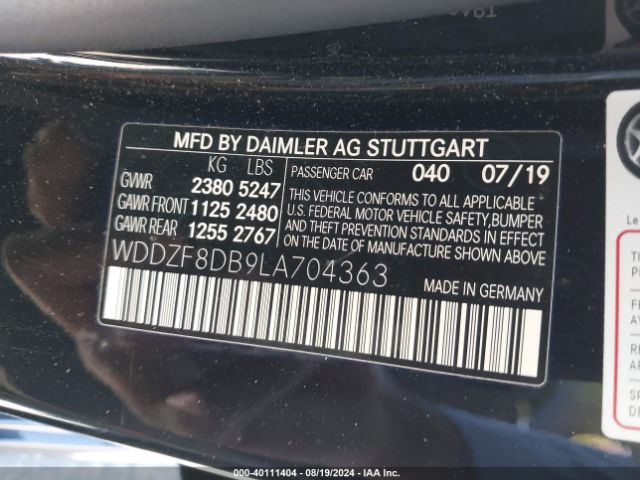 MFD BY DAIMLER AG STUTTGART
KG LBS
GVWR 2380 5247
GAWR FRONT 1125 2480
GAWR REAR 1255 2767
PASSENGER CAR 040 07/19
THIS VEHICLE CONFORMS TO ALL APPLICABLE
U.S. FEDERAL MOTOR VEHICLE SAFETY, BUMPER
AND THEFT PREVENTION STANDARDS IN EFFECT
ON THE DATE OF MANUFACTURE SHOWN ABOVE.
WDDZF8DB9LA704363
MADE IN GERMANY
000-40111404 - 08/19/2024 - IAA Inc.